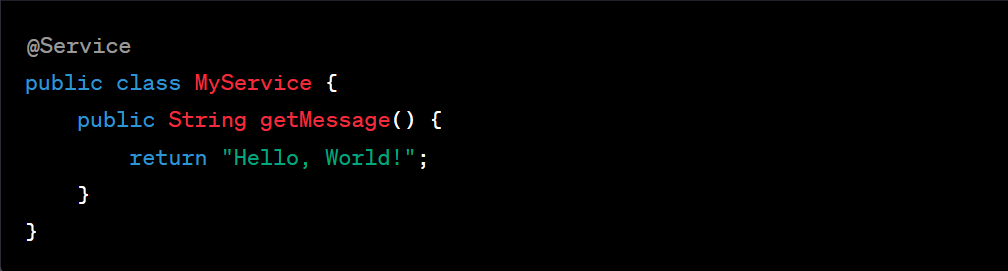 @Service
public class MyService {
    public String getMessage() {
        return "Hello, World!";
    }
}